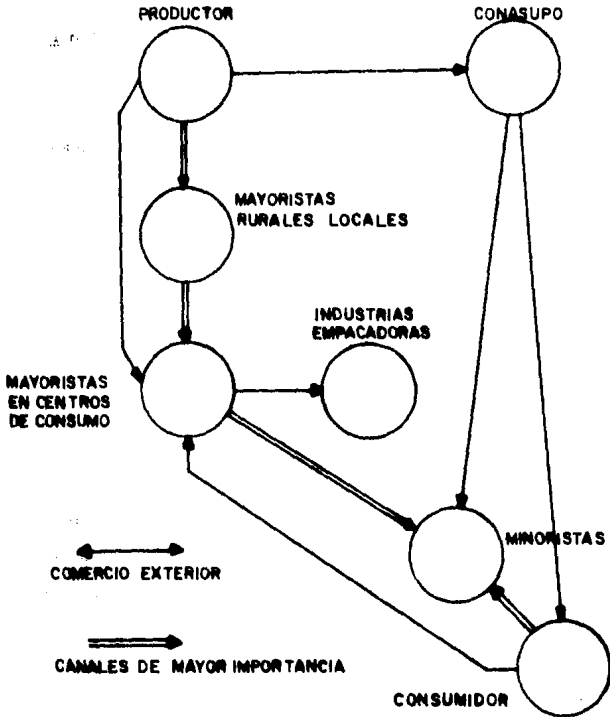 PRODUCTOR
CONASUPO
MAYORISTAS
RURALES LOCALES
INDUSTRIAS
EMPACADORAS
MAYORISTAS
EN CENTROS
DE CONSUMO
MINORISTAS
COMERCIO EXTERIOR
CANALES DE MAYOR IMPORTANCIA
CONSUMIDOR